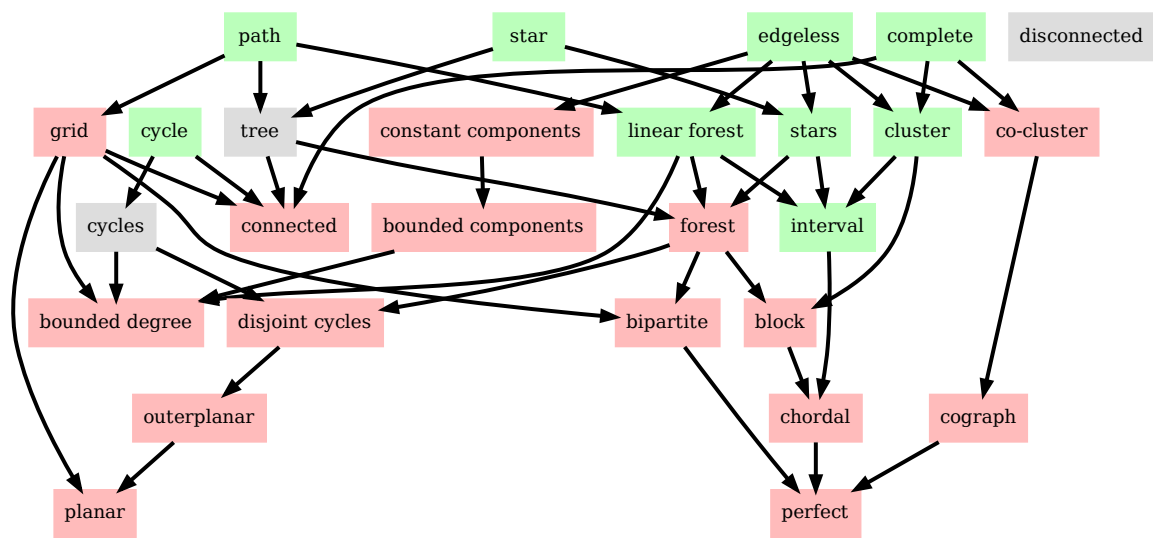 path
star
edgeless
complete
disconnected
grid
cycle
tree
constant components
linear forest
stars
cluster
co-cluster
cycles
connected
bounded components
forest
interval
bounded degree
disjoint cycles
bipartite
block
outerplanar
chordal
cograph
planar
perfect